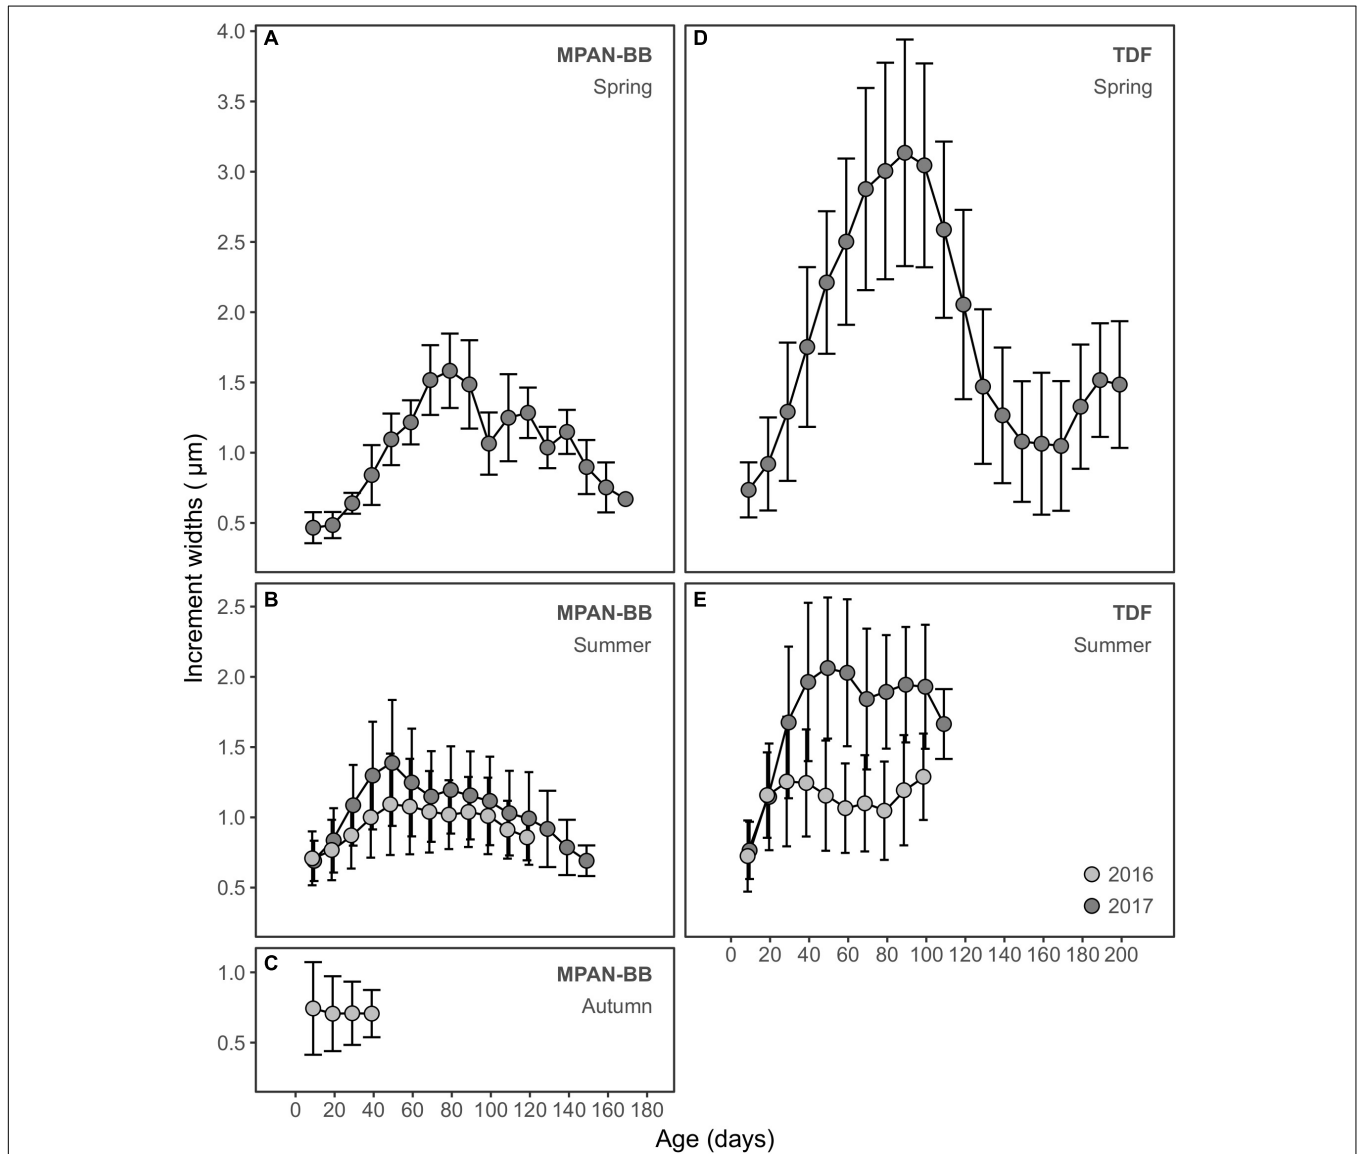 A
MPAN-BB
Spring
4.0
3.5
3.0
2.5
2.0
1.5
1.0
0.5
D
TDF
Spring
Increment widths ( µm)
B
MPAN-BB
Summer
2.5
2.0
1.5
1.0
0.5
E
TDF
Summer
2016
2017
0 20 40 60 80 100 120 140 160 180 200
C
MPAN-BB
Autumn
1.0
0.5
0 20 40 60 80 100 120 140 160 180
Age (days)